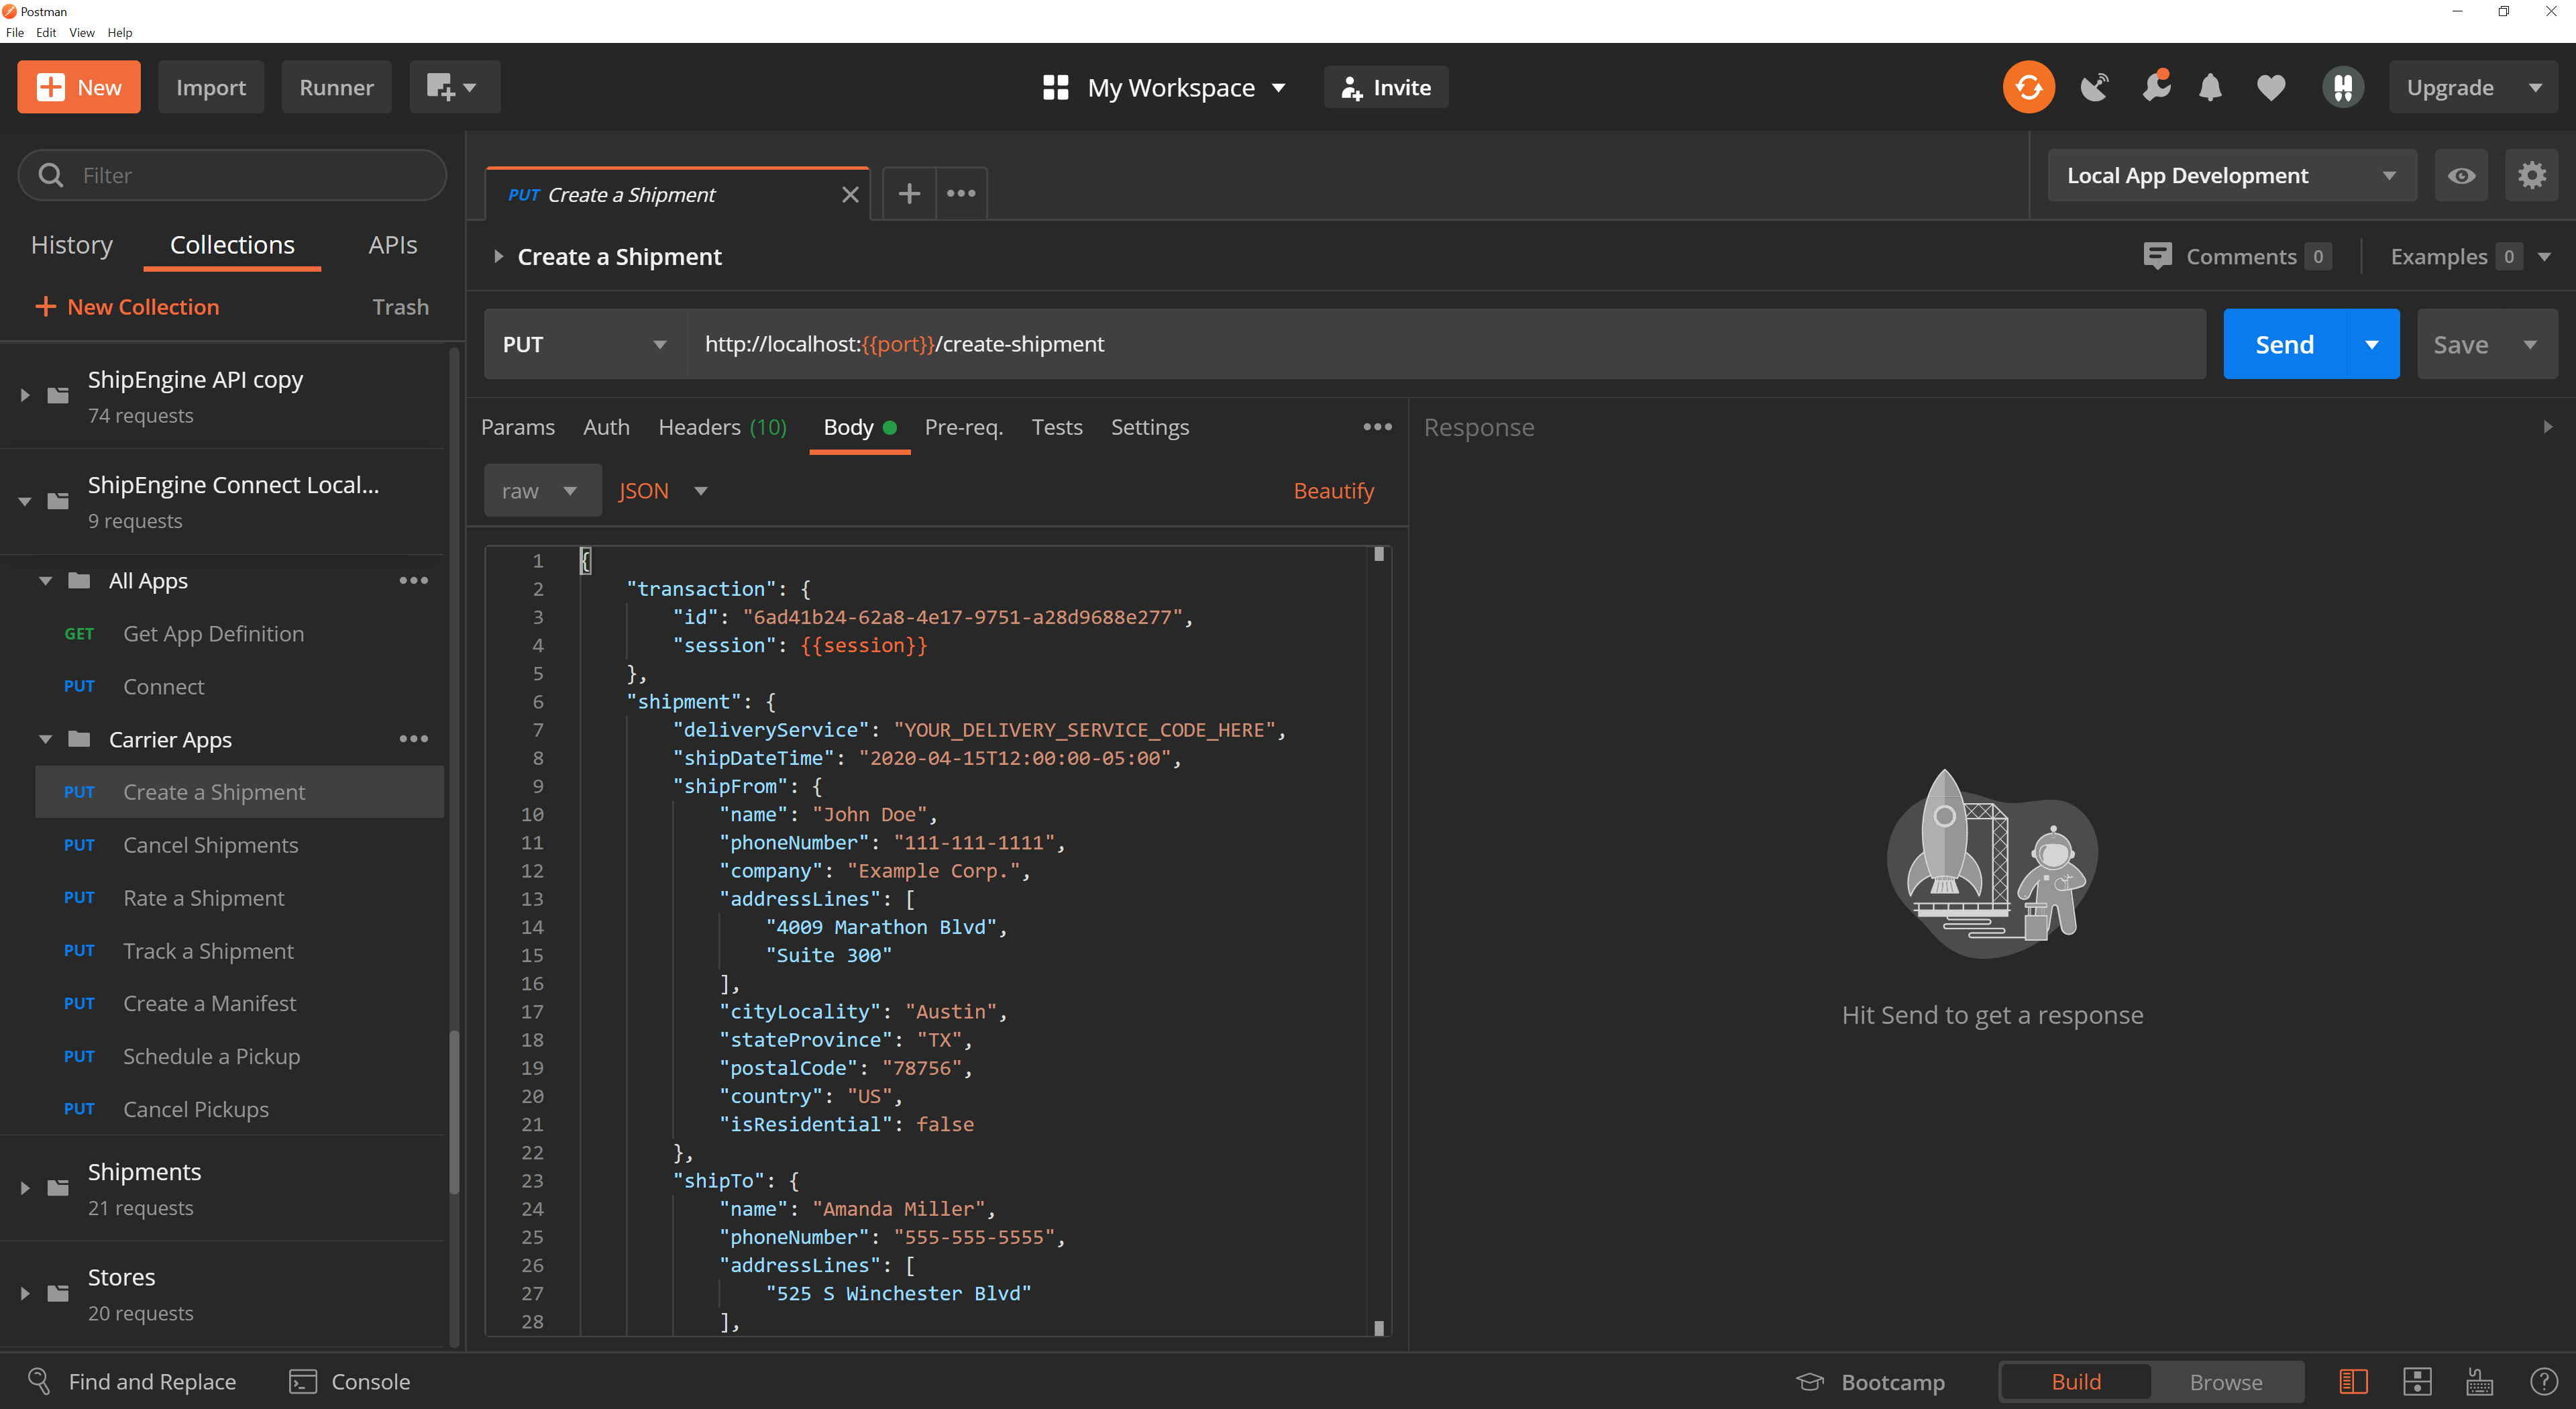 Postman
File Edit View Help
New Import Runner My Workspace Invite Upgrade
Filter
History Collections APIs
New Collection Trash
ShipEngine API copy
74 requests
ShipEngine Connect Local...
9 requests
All Apps
GET Get App Definition
PUT Connect
Carrier Apps
PUT Create a Shipment
PUT Cancel Shipments
PUT Rate a Shipment
PUT Track a Shipment
PUT Create a Manifest
PUT Schedule a Pickup
PUT Cancel Pickups
Shipments
21 requests
Stores
20 requests
PUT Create a Shipment
Local App Development
Create a Shipment
Comments 0 Examples 0
PUT http://localhost:{{port}}/create-shipment Send Save
Params Auth Headers (10) Body Pre-req. Tests Settings
raw JSON Beautify
1 {
2 "transaction": {
3 "id": "6ad41b24-62a8-4e17-9751-a28d9688e277",
4 "session": {{session}}
5 },
6 "shipment": {
7 "deliveryService": "YOUR_DELIVERY_SERVICE_CODE_HERE",
8 "shipDateTime": "2020-04-15T12:00:00-05:00",
9 "shipFrom": {
10 "name": "John Doe",
11 "phoneNumber": "111-111-1111",
12 "company": "Example Corp.",
13 "addressLines": [
14 "4009 Marathon Blvd",
15 "Suite 300"
16 ],
17 "cityLocality": "Austin",
18 "stateProvince": "TX",
19 "postalCode": "78756",
20 "country": "US",
21 "isResidential": false
22 },
23 "shipTo": {
24 "name": "Amanda Miller",
25 "phoneNumber": "555-555-5555",
26 "addressLines": [
27 "525 S Winchester Blvd"
28 ],
Response
Hit Send to get a response
Find and Replace Console Bootcamp Build Browse